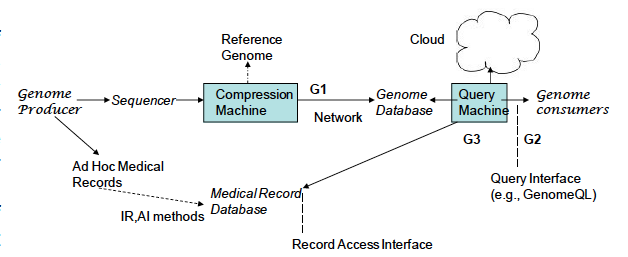 Reference
Genome
Cloud
Genome
Producer
Sequencer
Compression
Machine
G1
Network
Genome
Database
Query
Machine
Genome
consumers
G3
G2
Ad Hoc Medical
Records
IR,AI methods
Medical Record
Database
Query Interface
(e.g., GenomeQL)
Record Access Interface